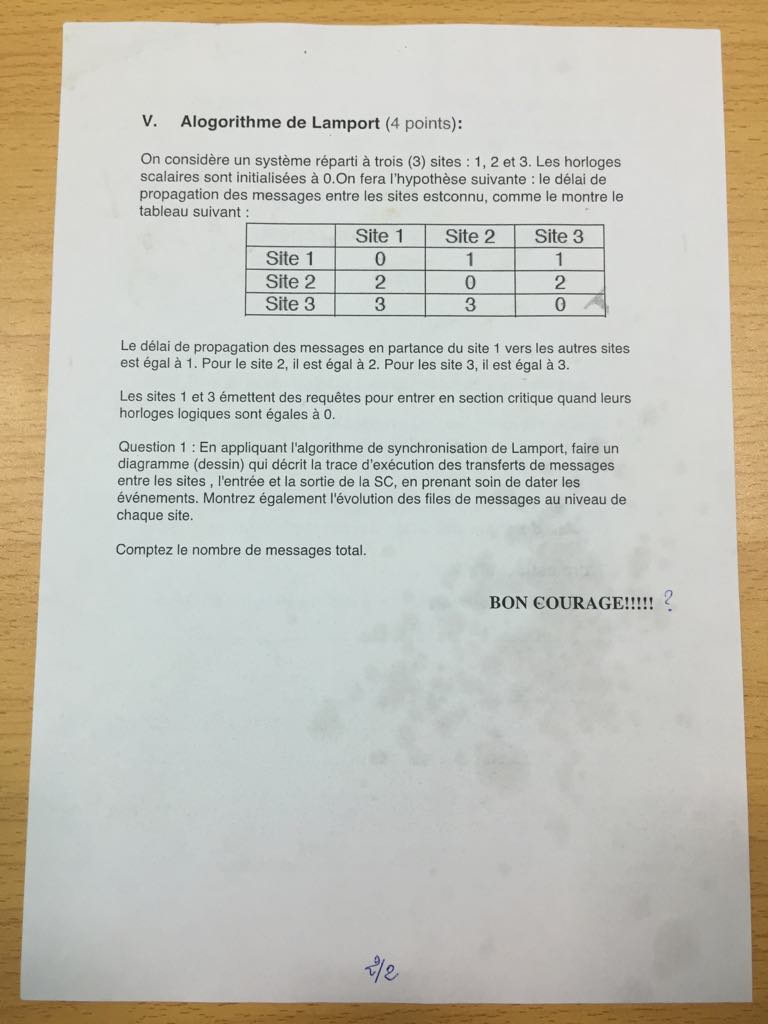 V. Alogorithme de Lamport (4 points):
On considère un système réparti à trois (3) sites : 1, 2 et 3. Les horloges
scalaires sont initialisées à 0.On fera l'hypothèse suivante : le délai de
propagation des messages entre les sites estconnu, comme le montre le
tableau suivant :
Site 1 Site 2 Site 3
Site 1 0 1 1
Site 2 2 0 2
Site 3 3 3 0
Le délai de propagation des messages en partance du site 1 vers les autres sites
est égal à 1. Pour le site 2, il est égal à 2. Pour les site 3, il est égal à 3.
Les sites 1 et 3 émettent des requêtes pour entrer en section critique quand leurs
horloges logiques sont égales à 0.
Question 1 : En appliquant l'algorithme de synchronisation de Lamport, faire un
diagramme (dessin) qui décrit la trace d'exécution des transferts de messages
entre les sites , l'entrée et la sortie de la SC, en prenant soin de dater les
événements. Montrez également l'évolution des files de messages au niveau de
chaque site.
Comptez le nombre de messages total.
BON COURAGE!!!!! ?
2/2